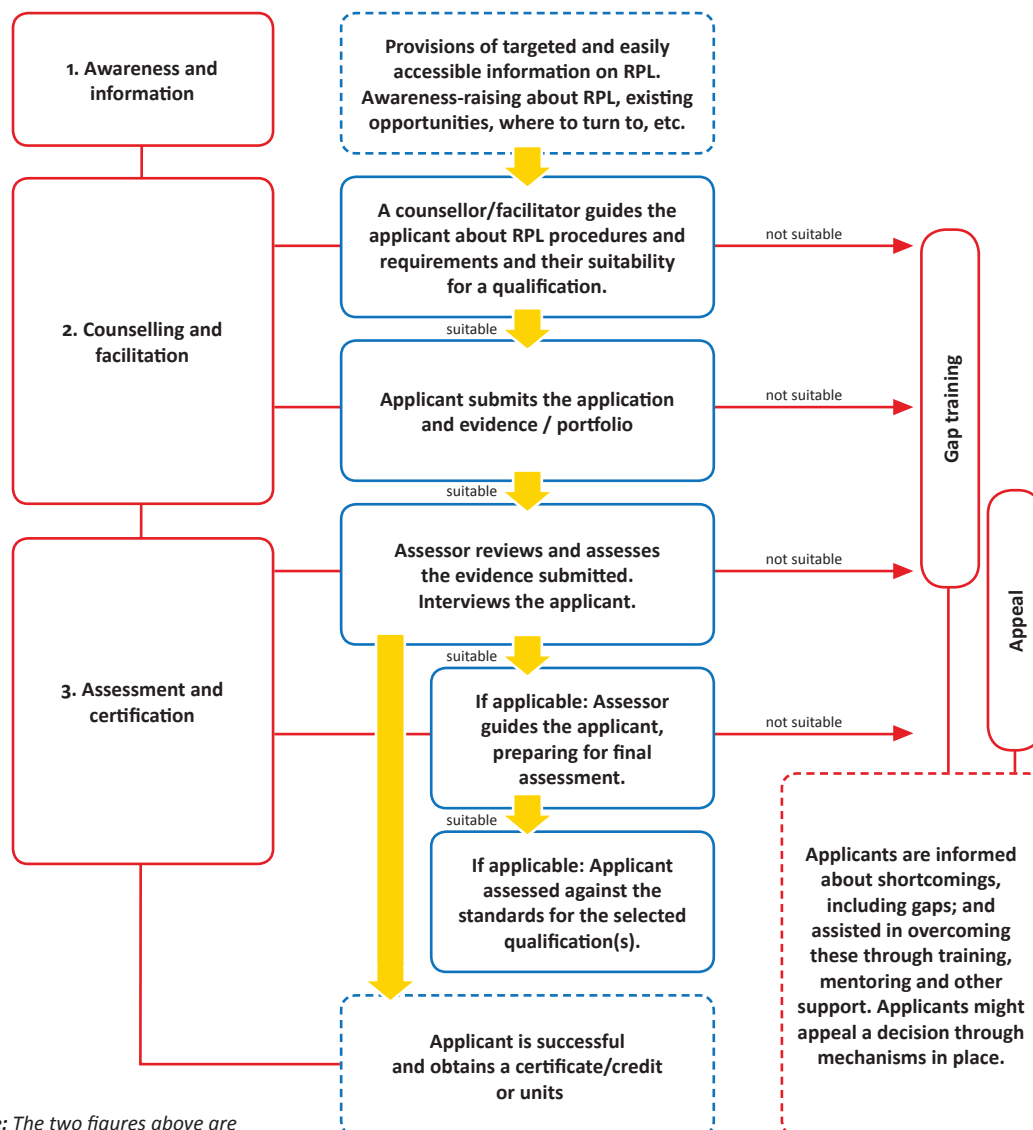 1. Awareness and
information
Provisions of targeted and easily
accessible information on RPL.
Awareness-raising about RPL, existing
opportunities, where to turn to, etc.
2. Counselling and
facilitation
A counsellor/facilitator guides the
applicant about RPL procedures and
requirements and their suitability
for a qualification.
not suitable
suitable
Applicant submits the application
and evidence / portfolio
not suitable
suitable
Gap training
3. Assessment and
certification
Assessor reviews and assesses
the evidence submitted.
Interviews the applicant.
not suitable
suitable
Appeal
If applicable: Assessor
guides the applicant,
preparing for final
assessment.
not suitable
suitable
If applicable: Applicant
assessed against the
standards for the selected
qualification(s).
Applicants are informed
about shortcomings,
including gaps; and
assisted in overcoming
these through training,
mentoring and other
support. Applicants might
appeal a decision through
mechanisms in place.
Applicant is successful
and obtains a certificate/credit
or units
The two figures above are